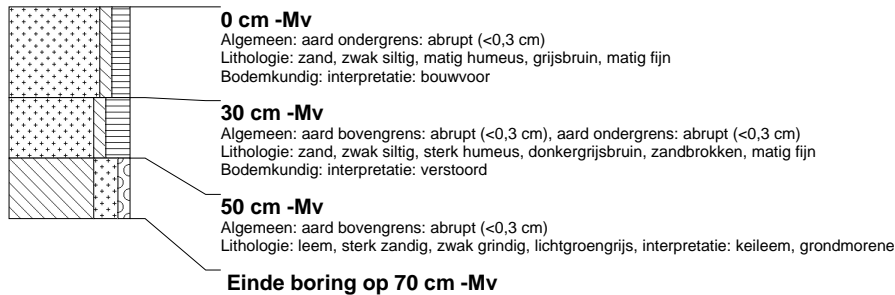 0 cm -Mv
Algemeen: aard ondergrens: abrupt (<0,3 cm)
Lithologie: zand, zwak siltig, matig humeus, grijsbruin, matig fijn
Bodemkundig: interpretatie: bouwvoor
30 cm -Mv
Algemeen: aard bovengrens: abrupt (<0,3 cm), aard ondergrens: abrupt (<0,3 cm)
Lithologie: zand, zwak siltig, sterk humeus, donkergrijsbruin, zandbrokken, matig fijn
Bodemkundig: interpretatie: verstoord
50 cm -Mv
Algemeen: aard bovengrens: abrupt (<0,3 cm)
Lithologie: leem, sterk zandig, zwak grindig, lichtgroengrijs, interpretatie: keileem, grondmorene
Einde boring op 70 cm -Mv